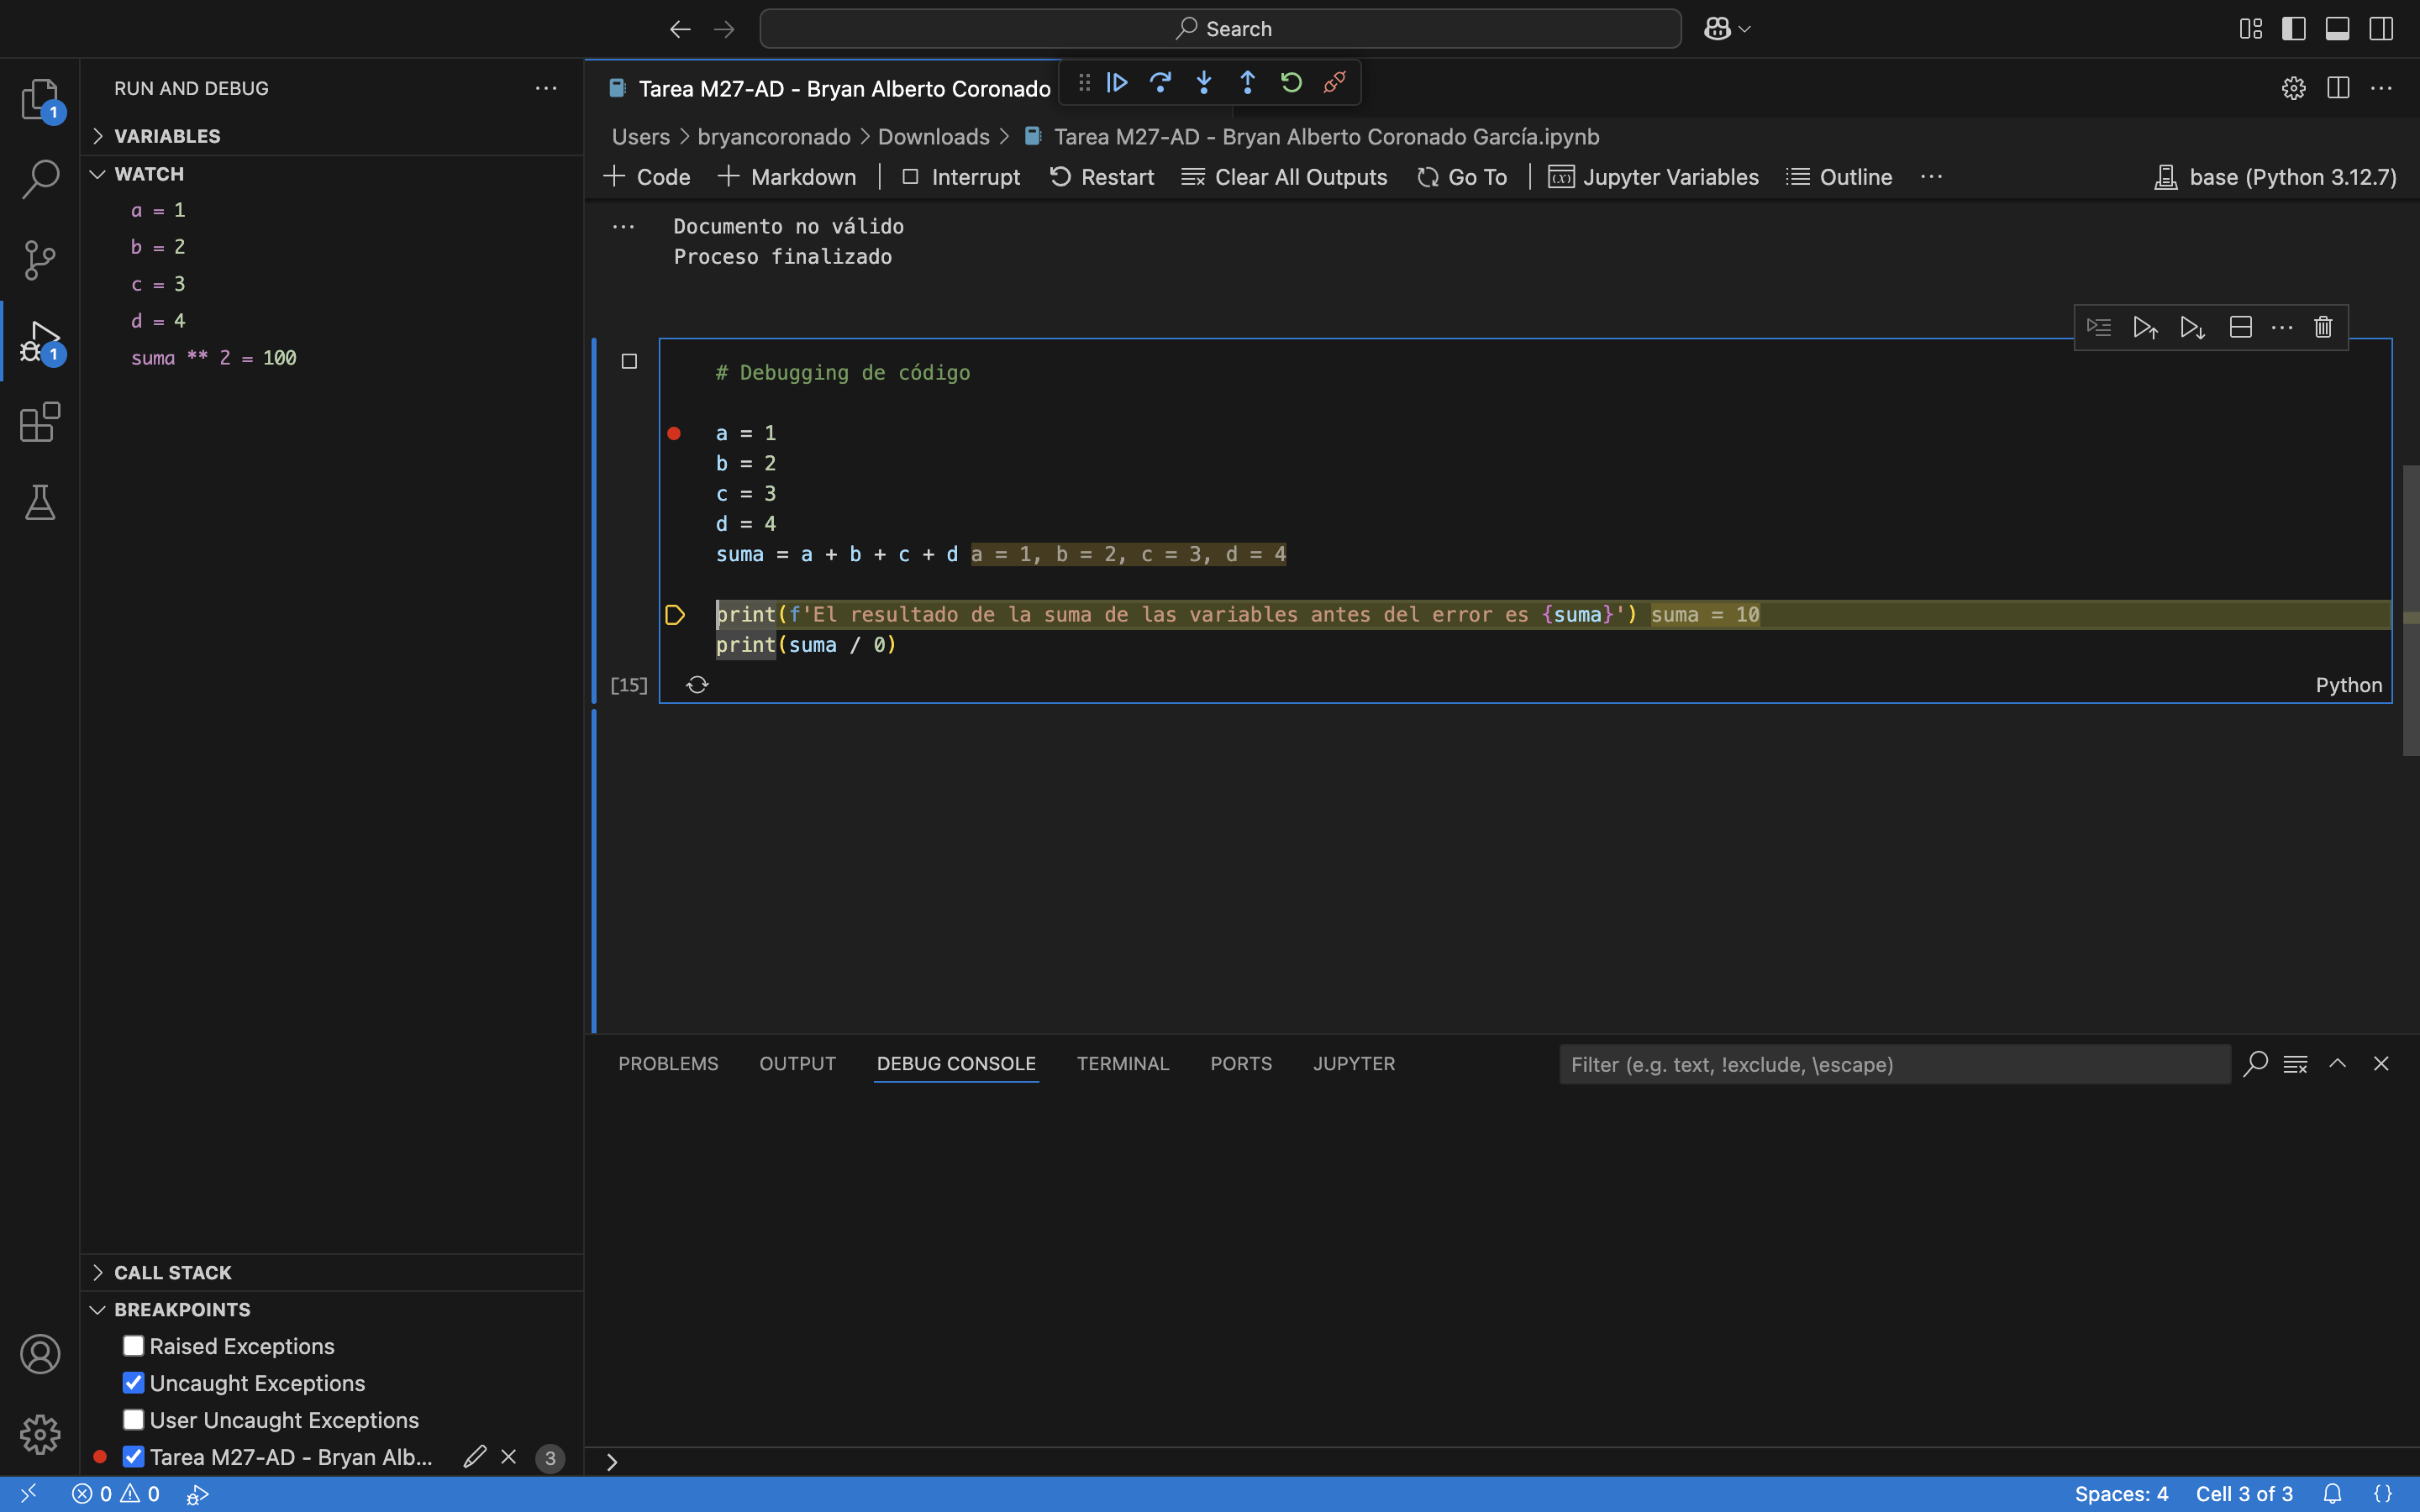 Search
RUN AND DEBUG
VARIABLES
WATCH
a = 1
b = 2
c = 3
d = 4
suma ** 2 = 100
CALL STACK
BREAKPOINTS
Raised Exceptions
Uncaught Exceptions
User Uncaught Exceptions
Tarea M27-AD - Bryan Alb... 3
1
1
Tarea M27-AD - Bryan Alberto Coronado
Users > bryancoronado > Downloads > Tarea M27-AD - Bryan Alberto Coronado García.ipynb
+ Code + Markdown | Interrupt Restart Clear All Outputs Go To | Jupyter Variables Outline ... base (Python 3.12.7)
... Documento no válido
Proceso finalizado
# Debugging de código
a = 1
b = 2
c = 3
d = 4
suma = a + b + c + d a = 1, b = 2, c = 3, d = 4
print(f'El resultado de la suma de las variables antes del error es {suma}') suma = 10
print(suma / 0)
[15] Python
PROBLEMS OUTPUT DEBUG CONSOLE TERMINAL PORTS JUPYTER Filter (e.g. text, !exclude, \escape)
>
0 0 Spaces: 4 Cell 3 of 3 {}